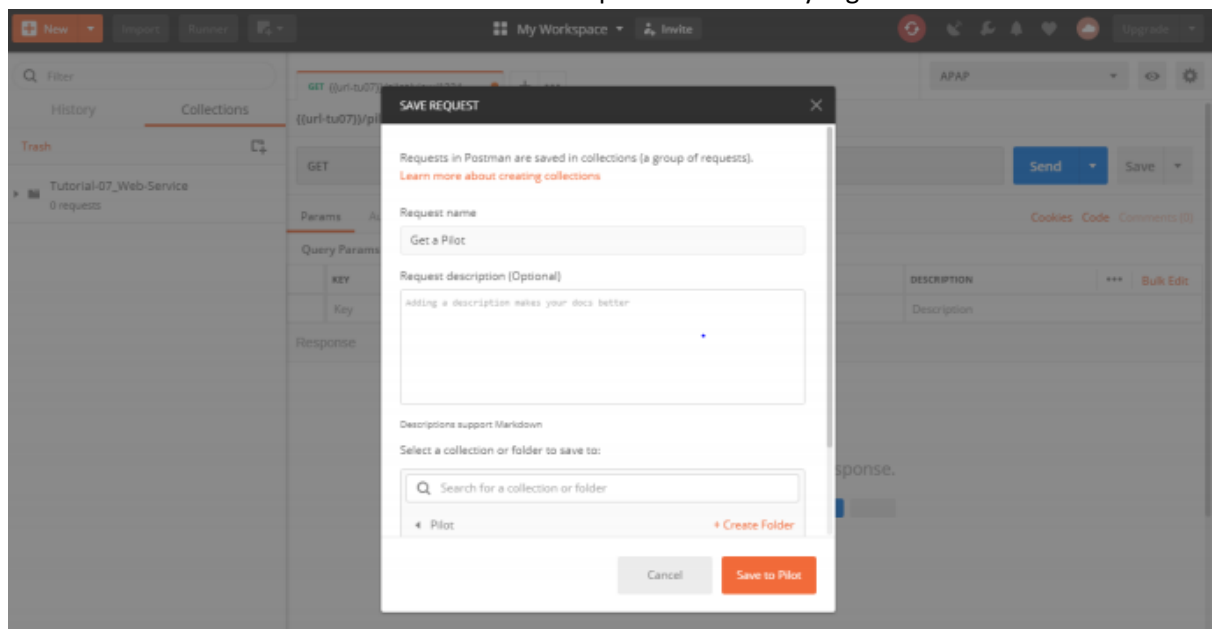 New
Import
Runner
My Workspace
Invite
Upgrade
Filter
History
Collections
Trash
Tutorial-07_Web-Service
0 requests
GET
APAP
{{url-tu07}}/pil
GET
Send
Save
Params
Cookies
Code
Comments (0)
Query Params
KEY
DESCRIPTION
Bulk Edit
Key
Description
Response
sponse.
SAVE REQUEST
Requests in Postman are saved in collections (a group of requests).
Learn more about creating collections
Request name
Get a Pilot
Request description (Optional)
Adding a description makes your docs better
Descriptions support Markdown
Select a collection or folder to save to:
Search for a collection or folder
Pilot
+ Create Folder
Cancel
Save to Pilot